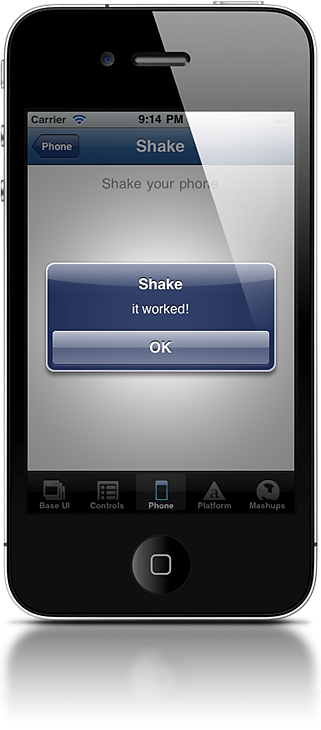 Carrier 9:14 PM
Phone Shake
Shake your phone
Shake
it worked!
OK
Base UI Controls Phone Platform Mashups